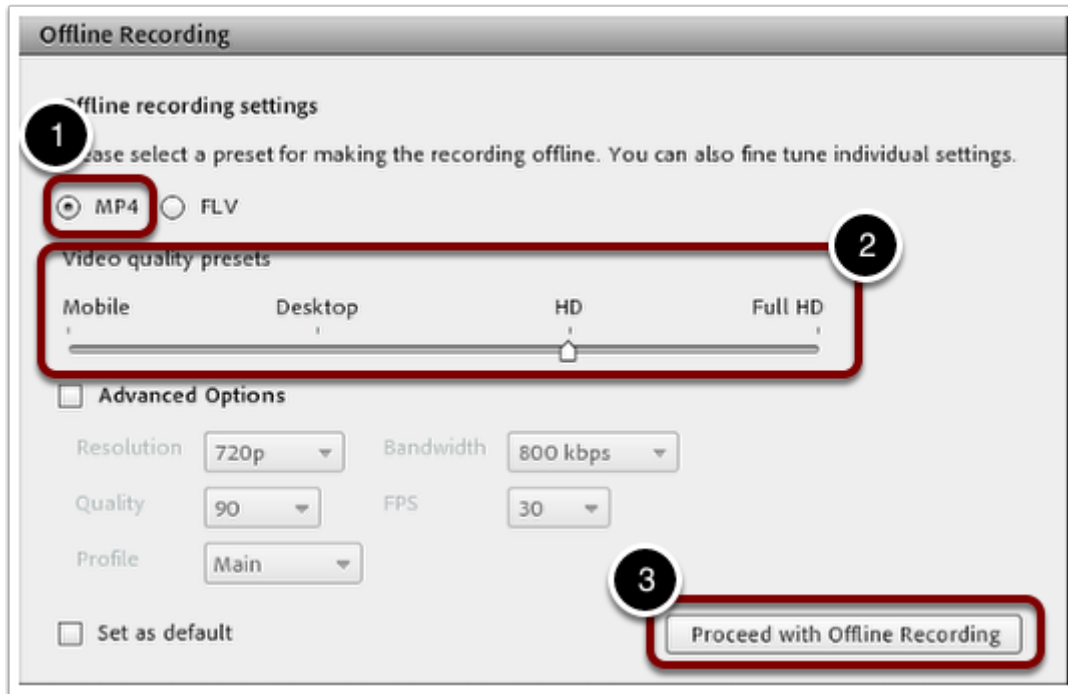 Offline Recording
Offline recording settings
1
Please select a preset for making the recording offline. You can also fine tune individual settings.
MP4 FLV
2
Video quality presets
Mobile Desktop HD Full HD
Advanced Options
Resolution 720p Bandwidth 800 kbps
Quality 90 FPS 30
Profile Main
3
Set as default Proceed with Offline Recording